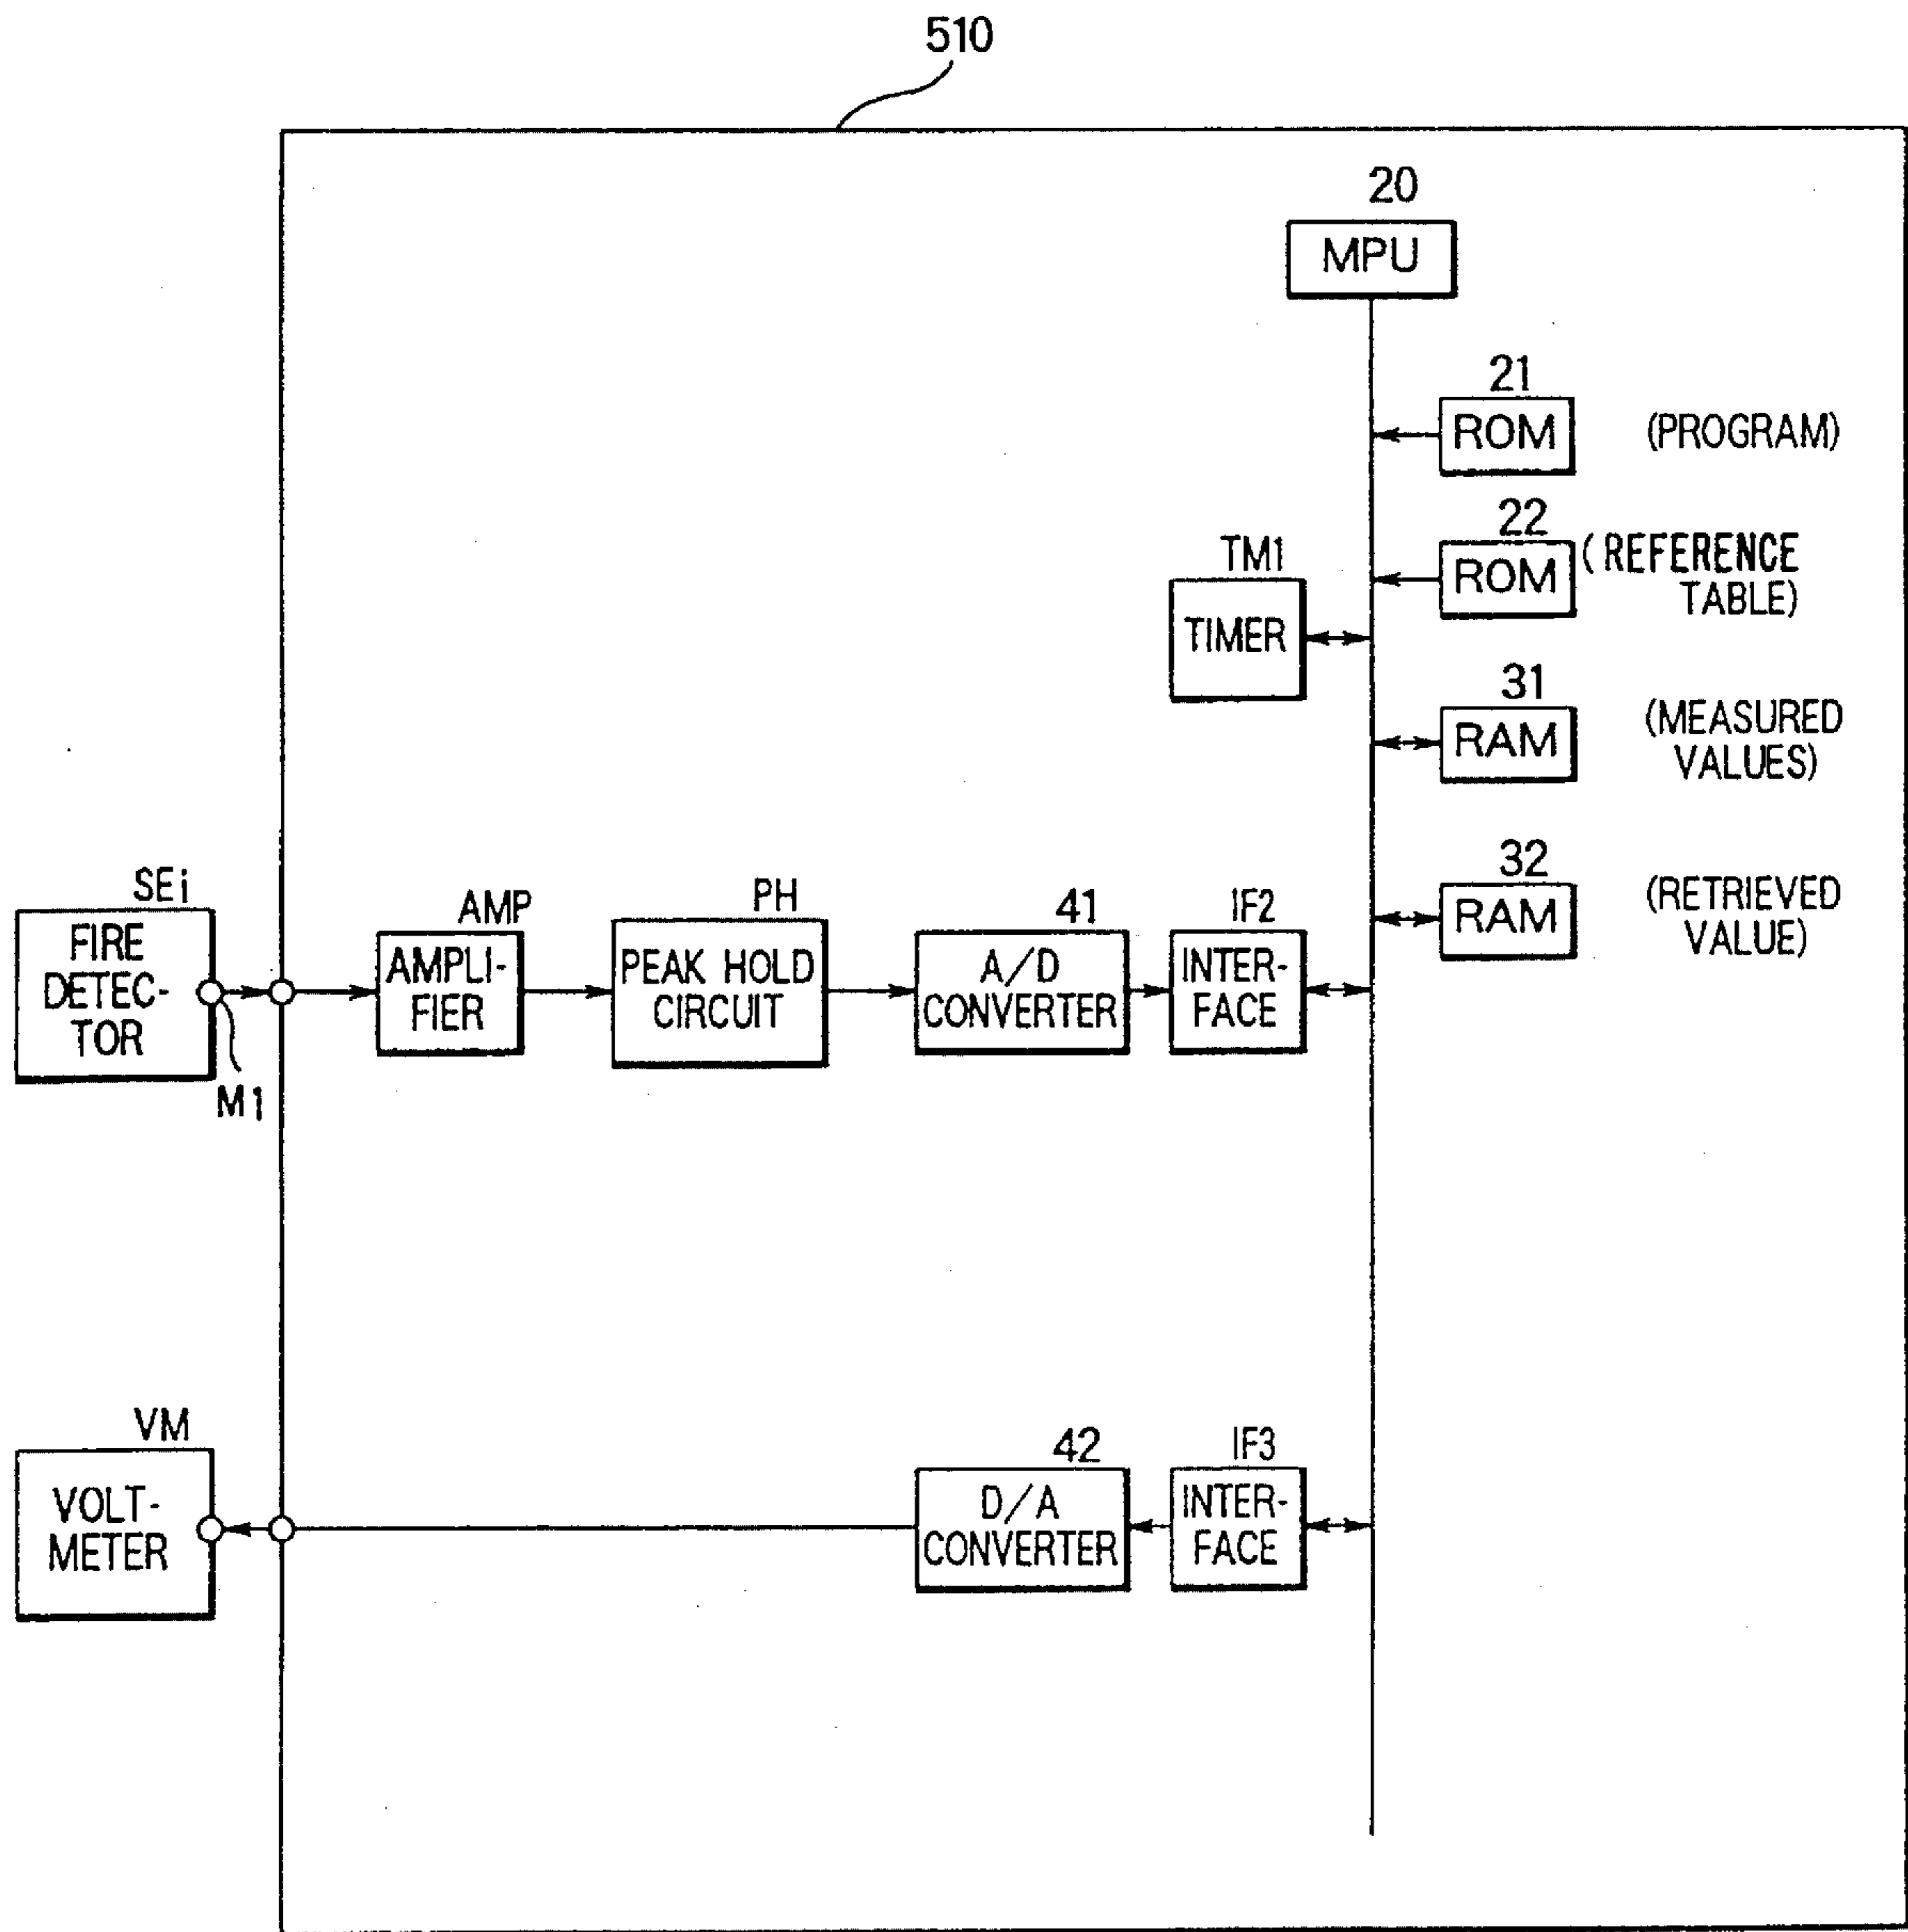 510
20
MPU
21
ROM
(PROGRAM)
22
ROM
(REFERENCE
TABLE)
TM1
TIMER
31
RAM
(MEASURED
VALUES)
32
RAM
(RETRIEVED
VALUE)
SEi
FIRE
DETEC-
TOR
M1
AMP
AMPLI-
FIER
PH
PEAK HOLD
CIRCUIT
41
A/D
CONVERTER
IF2
INTER-
FACE
VM
VOLT-
METER
42
D/A
CONVERTER
IF3
INTER-
FACE